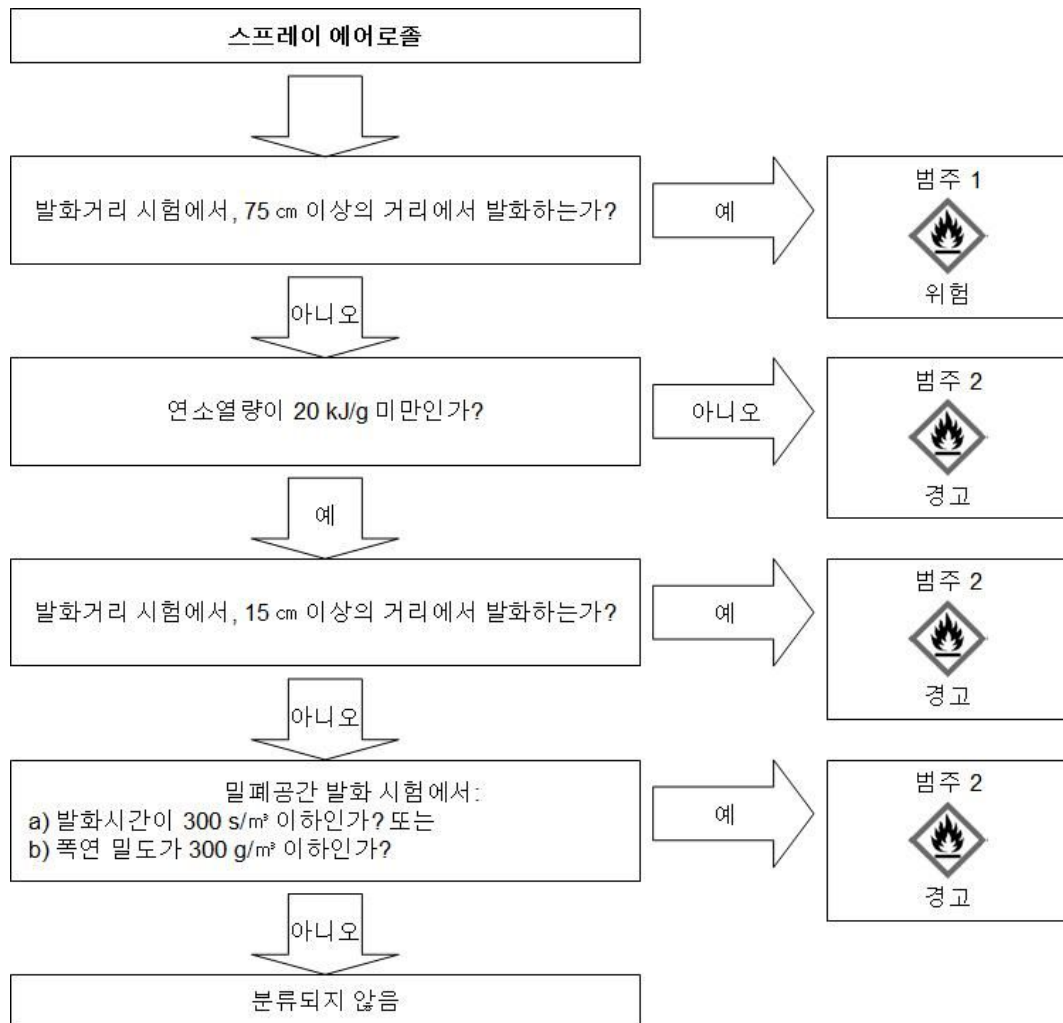 스프레이 에어로졸
발화거리 시험에서, 75 ㎝ 이상의 거리에서 발화하는가?
예
범주 1
위험
아니오
연소열량이 20 kJ/g 미만인가?
아니오
범주 2
경고
예
발화거리 시험에서, 15 ㎝ 이상의 거리에서 발화하는가?
예
범주 2
경고
아니오
밀폐공간 발화 시험에서:
a) 발화시간이 300 s/㎥ 이하인가? 또는
b) 폭연 밀도가 300 g/㎥ 이하인가?
예
범주 2
경고
아니오
분류되지 않음